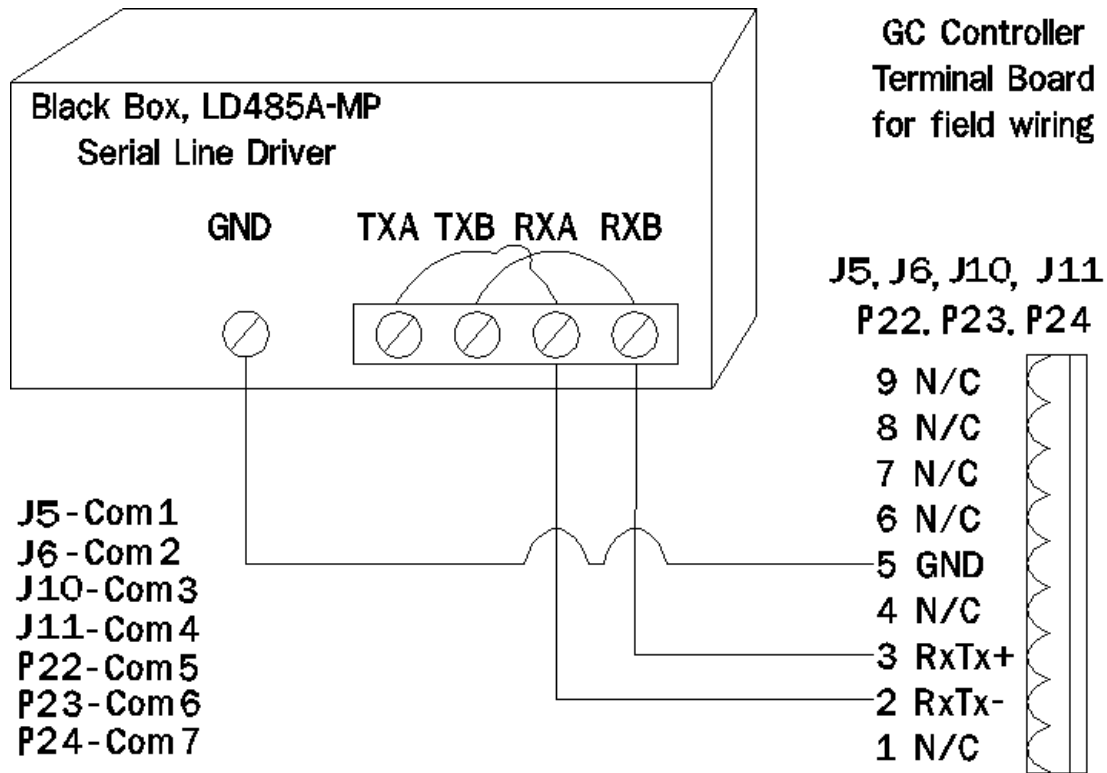 Black Box, LD485A-MP
Serial Line Driver
GND TXA TXB RXA RXB
GC Controller
Terminal Board
for field wiring
J5, J6, J10, J11
P22, P23, P24
9 N/C
8 N/C
7 N/C
6 N/C
5 GND
4 N/C
3 RxTx+
2 RxTx-
1 N/C
J5-Com1
J6-Com2
J10-Com3
J11-Com4
P22-Com5
P23-Com6
P24-Com7